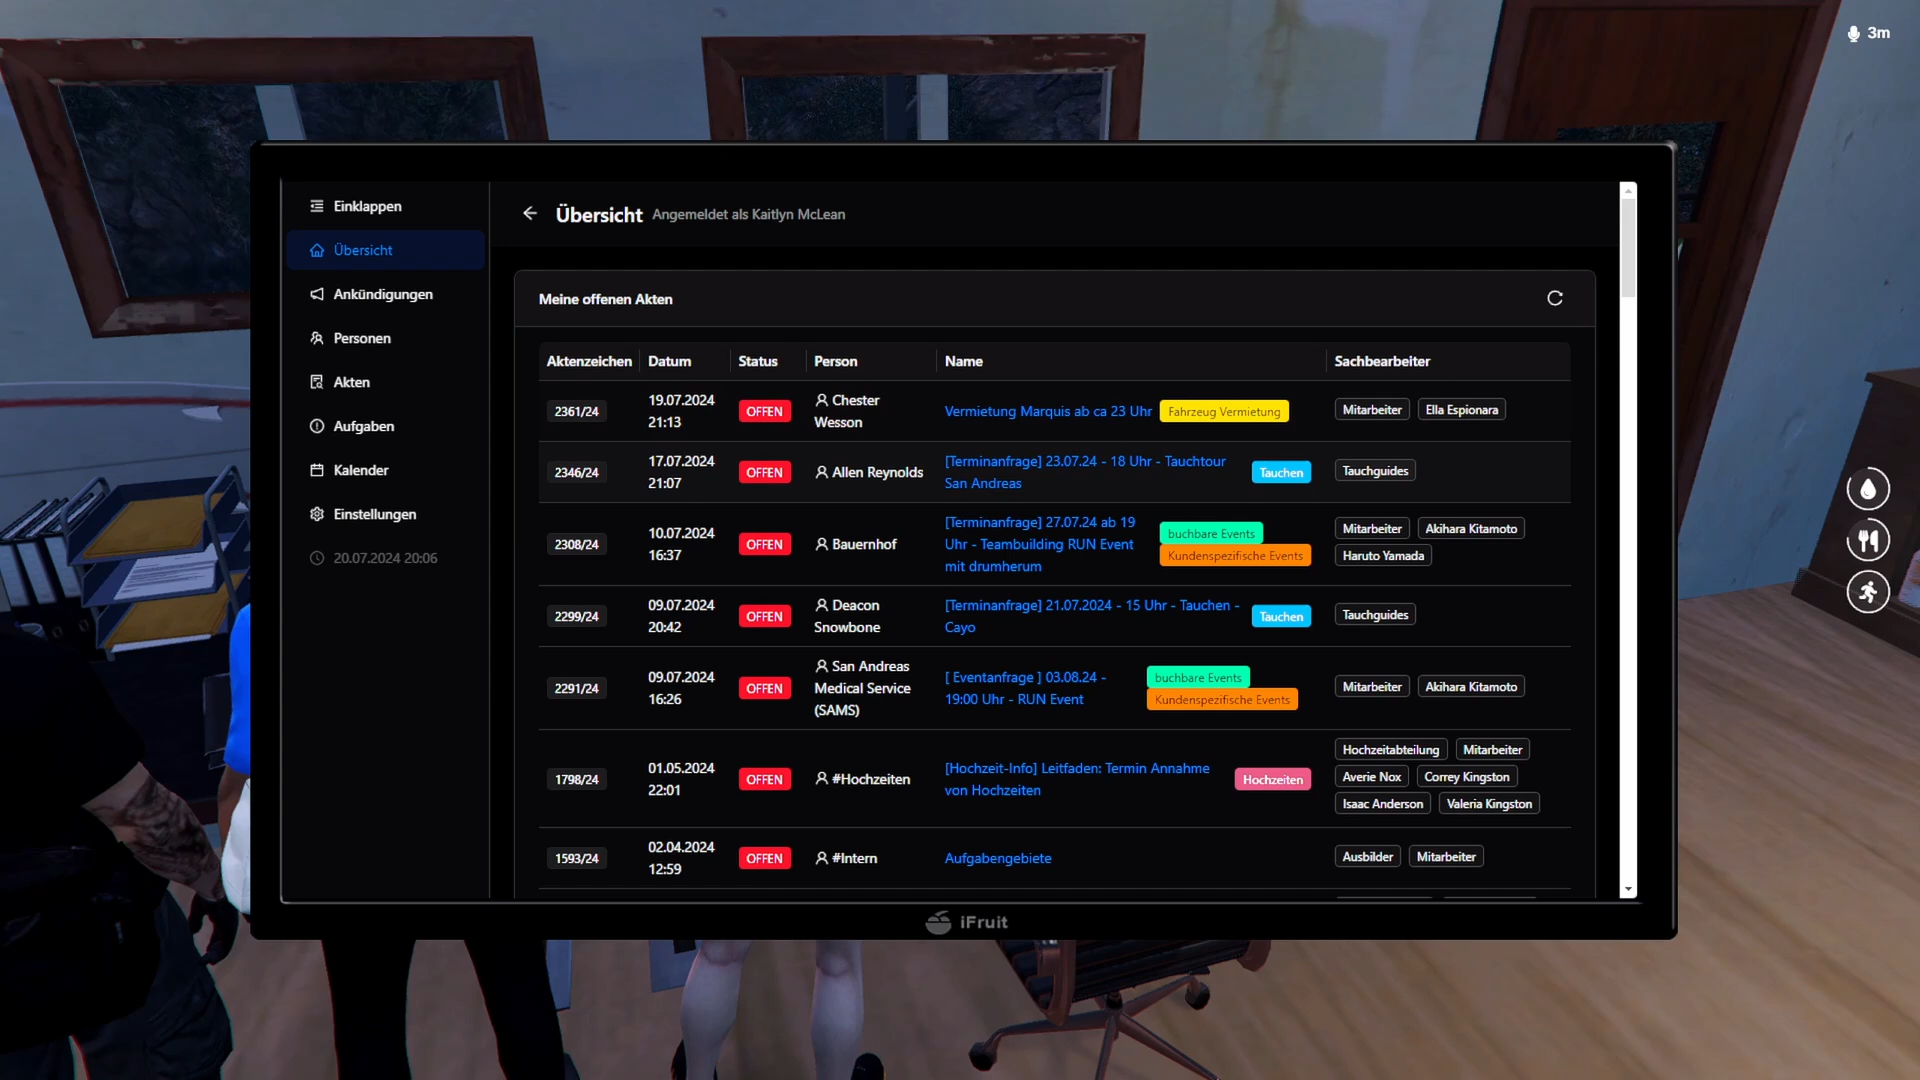 3m
Einklappen
Übersicht
Ankündigungen
Personen
Akten
Aufgaben
Kalender
Einstellungen
20.07.2024 20:06
Übersicht Angemeldet als Kaitlyn McLean
Meine offenen Akten
Aktenzeichen Datum Status Person Name Sachbearbeiter
2361/24
19.07.2024
21:13
OFFEN
Chester
Wesson
Vermietung Marquis ab ca 23 Uhr
Fahrzeug Vermietung
Mitarbeiter Ella Espionara
2346/24
17.07.2024
21:07
OFFEN
Allen Reynolds
[Terminanfrage] 23.07.24 - 18 Uhr - Tauchtour
San Andreas
Tauchen
Tauchguides
2308/24
10.07.2024
16:37
OFFEN
Bauernhof
[Terminanfrage] 27.07.24 ab 19
Uhr - Teambuilding RUN Event
mit drumherum
buchbare Events
Kundenspezifische Events
Mitarbeiter Akihara Kitamoto
Haruto Yamada
2299/24
09.07.2024
20:42
OFFEN
Deacon
Snowbone
[Terminanfrage] 21.07.2024 - 15 Uhr - Tauchen -
Cayo
Tauchen
Tauchguides
2291/24
09.07.2024
16:26
OFFEN
San Andreas
Medical Service
(SAMS)
[ Eventanfrage ] 03.08.24 -
19:00 Uhr - RUN Event
buchbare Events
Kundenspezifische Events
Mitarbeiter Akihara Kitamoto
1798/24
01.05.2024
22:01
OFFEN
#Hochzeiten
[Hochzeit-Info] Leitfaden: Termin Annahme
von Hochzeiten
Hochzeiten
Hochzeitabteilung Mitarbeiter
Averie Nox Correy Kingston
Isaac Anderson Valeria Kingston
1593/24
02.04.2024
12:59
OFFEN
#Intern
Aufgabengebiete
Ausbilder Mitarbeiter
iFruit